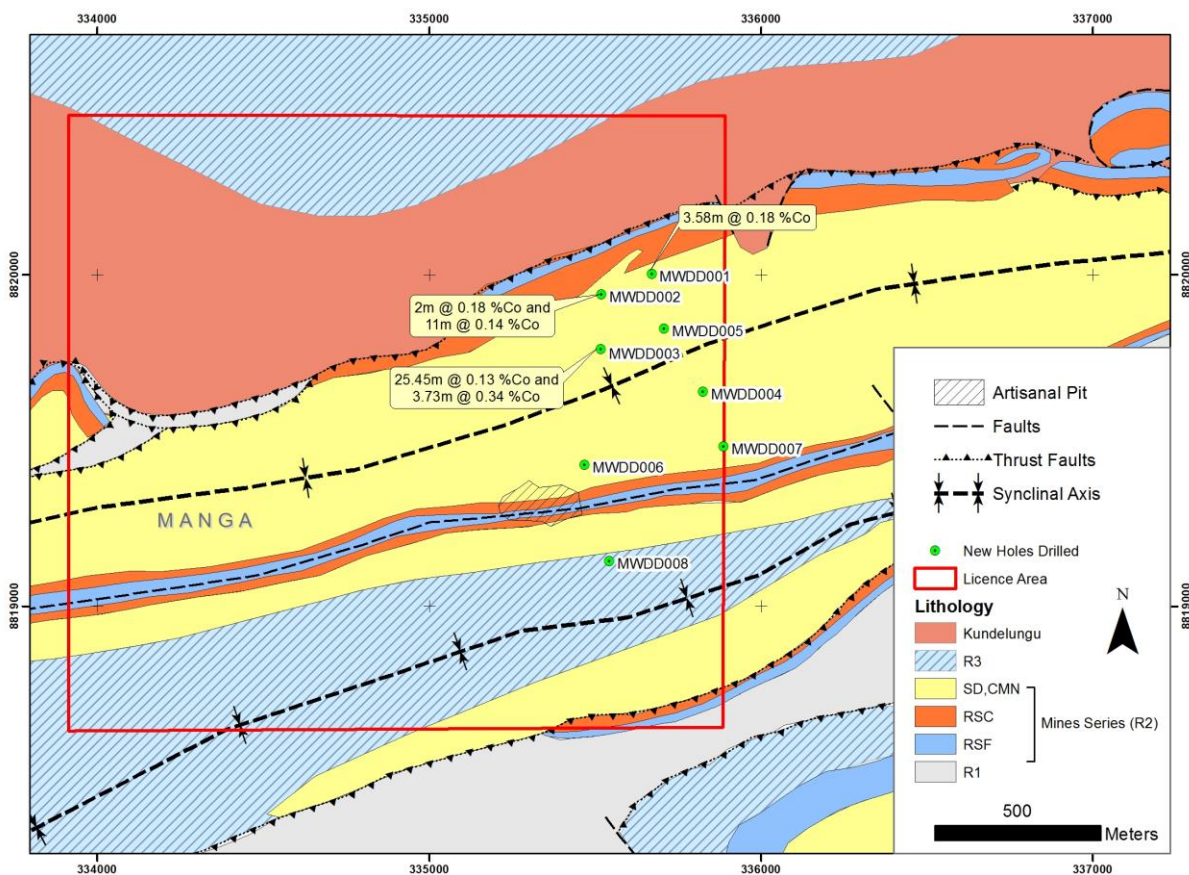 334000
335000
336000
337000
8820000
8820000
3.58m @ 0.18 %Co
MWDD001
2m @ 0.18 %Co and
11m @ 0.14 %Co
MWDD002
MWDD005
MWDD003
25.45m @ 0.13 %Co and
3.73m @ 0.34 %Co
MWDD004
MWDD007
MWDD006
MANGA
MWDD008
8819000
8819000
Artisanal Pit
Faults
Thrust Faults
Synclinal Axis
New Holes Drilled
Licence Area
Lithology
N
Kundelungu
R3
SD,CMN
RSC
Mines Series (R2)
RSF
R1
500
Meters
334000
335000
336000
337000